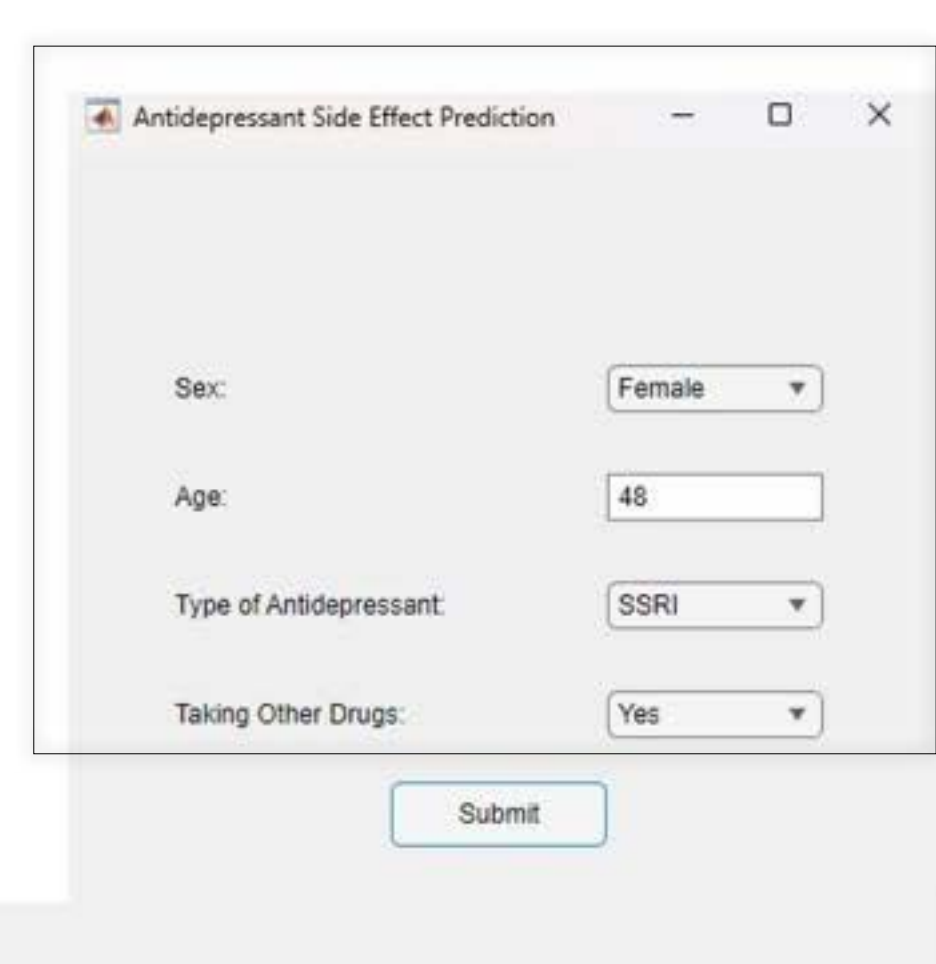 Antidepressant Side Effect Prediction
Sex: Female
Age: 48
Type of Antidepressant: SSRI
Taking Other Drugs: Yes
Submit